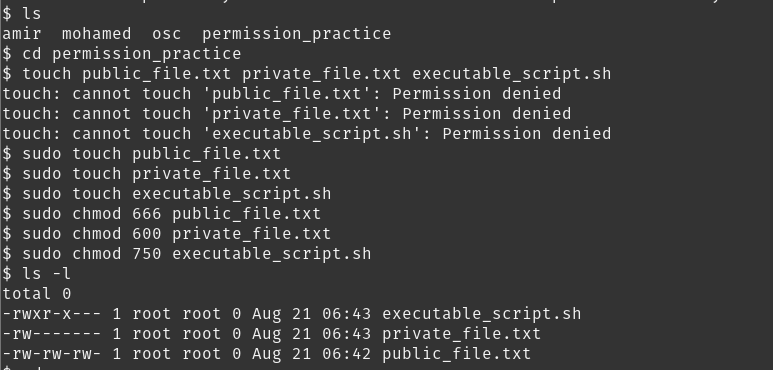 $ ls
amir  mohamed  osc  permission_practice
$ cd permission_practice
$ touch public_file.txt private_file.txt executable_script.sh
touch: cannot touch 'public_file.txt': Permission denied
touch: cannot touch 'private_file.txt': Permission denied
touch: cannot touch 'executable_script.sh': Permission denied
$ sudo touch public_file.txt
$ sudo touch private_file.txt
$ sudo touch executable_script.sh
$ sudo chmod 666 public_file.txt
$ sudo chmod 600 private_file.txt
$ sudo chmod 750 executable_script.sh
$ ls -l
total 0
-rwxr-x--- 1 root root 0 Aug 21 06:43 executable_script.sh
-rw------- 1 root root 0 Aug 21 06:43 private_file.txt
-rw-rw-rw- 1 root root 0 Aug 21 06:42 public_file.txt